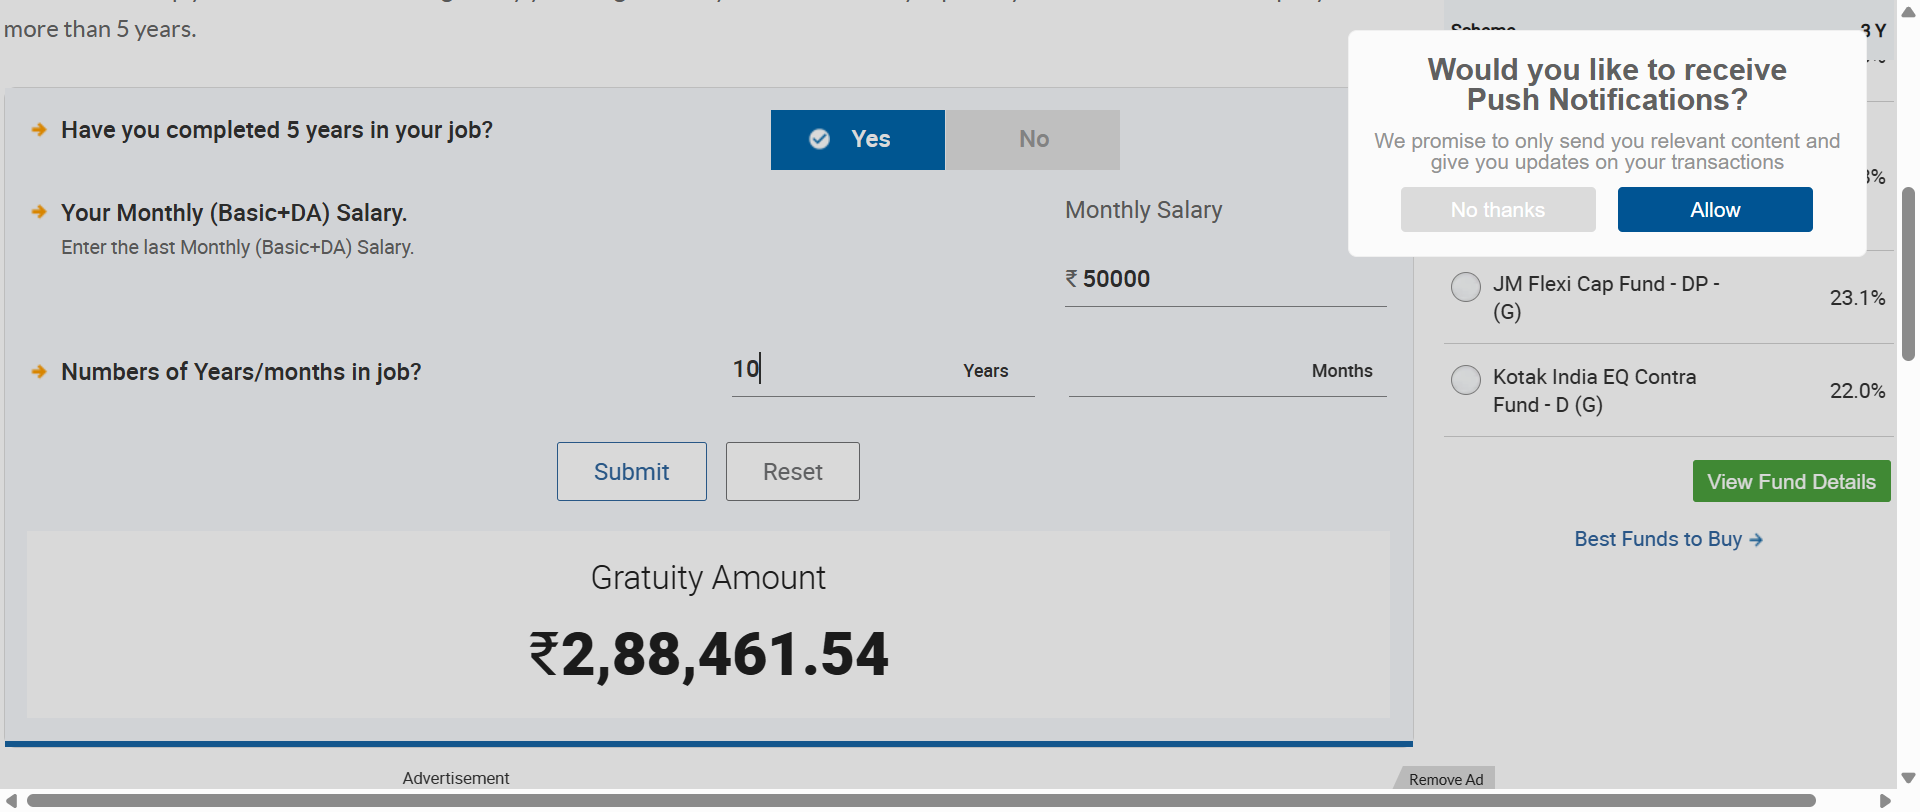 more than 5 years.
Have you completed 5 years in your job?
Yes
No
Your Monthly (Basic+DA) Salary.
Enter the last Monthly (Basic+DA) Salary.
Monthly Salary
₹ 50000
Numbers of Years/months in job?
10
Years
Months
Submit
Reset
Gratuity Amount
₹2,88,461.54
Advertisement
Remove Ad
3 Y
Would you like to receive
Push Notifications?
We promise to only send you relevant content and
give you updates on your transactions
No thanks
Allow
JM Flexi Cap Fund - DP -
(G)
23.1%
Kotak India EQ Contra
Fund - D (G)
22.0%
View Fund Details
Best Funds to Buy